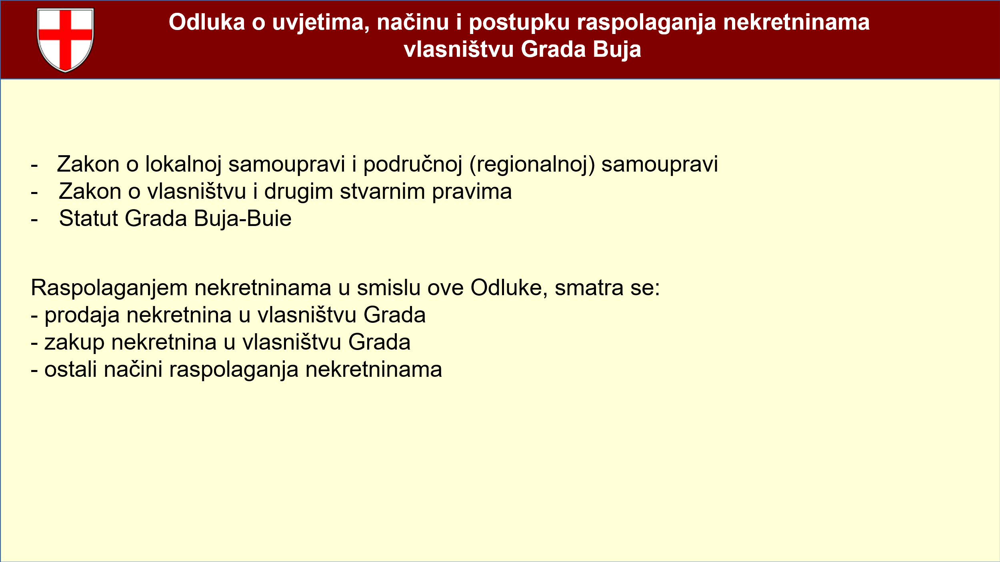 Odluka o uvjetima, načinu i postupku raspolaganja nekretninama
vlasništvu Grada Buja
- Zakon o lokalnoj samoupravi i područnoj (regionalnoj) samoupravi
- Zakon o vlasništvu i drugim stvarnim pravima
- Statut Grada Buja-Buie
Raspolaganjem nekretninama u smislu ove Odluke, smatra se:
- prodaja nekretnina u vlasništvu Grada
- zakup nekretnina u vlasništvu Grada
- ostali načini raspolaganja nekretninama